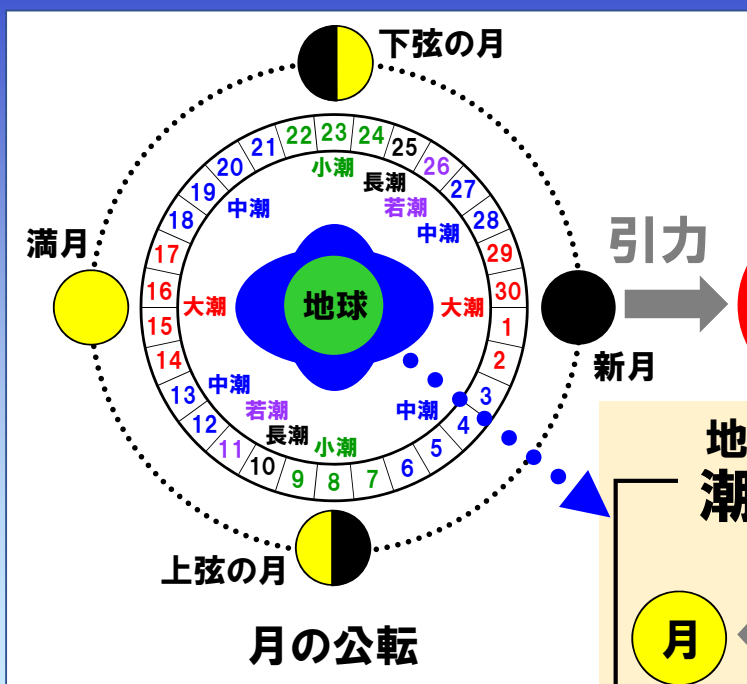 下弦の月
22 23 24
21 25
20 小潮 26
19 長潮 27
中潮 若潮
18 中潮 28
満月 17 29 引力
16 大潮 地球 大潮 30
15 1
14 2 新月
13 中潮 3
12 若潮 中潮 4
11 長潮 5
10 小潮 6
9 8 7
上弦の月
月の公転
地
潮
月